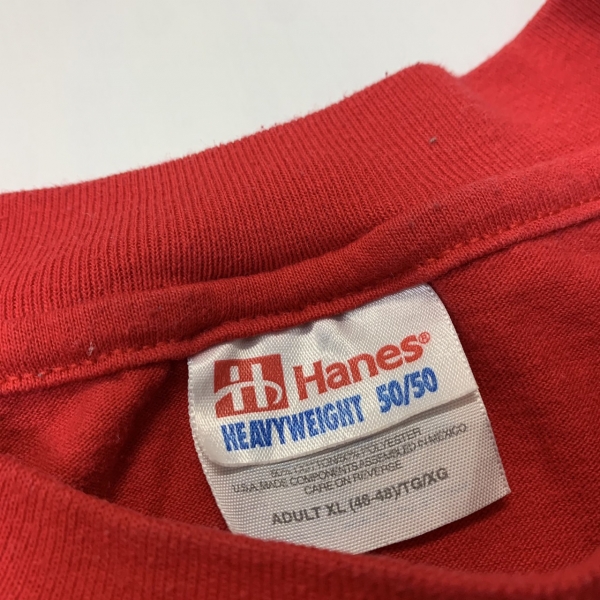 Hanes®
HEAVYWEIGHT 50/50
50% COTTON/50% POLYESTER
U.S.A. MADE COMPONENTS ASSEMBLED IN MEXICO
CARE ON REVERSE
ADULT XL (46-48)/TG/XG